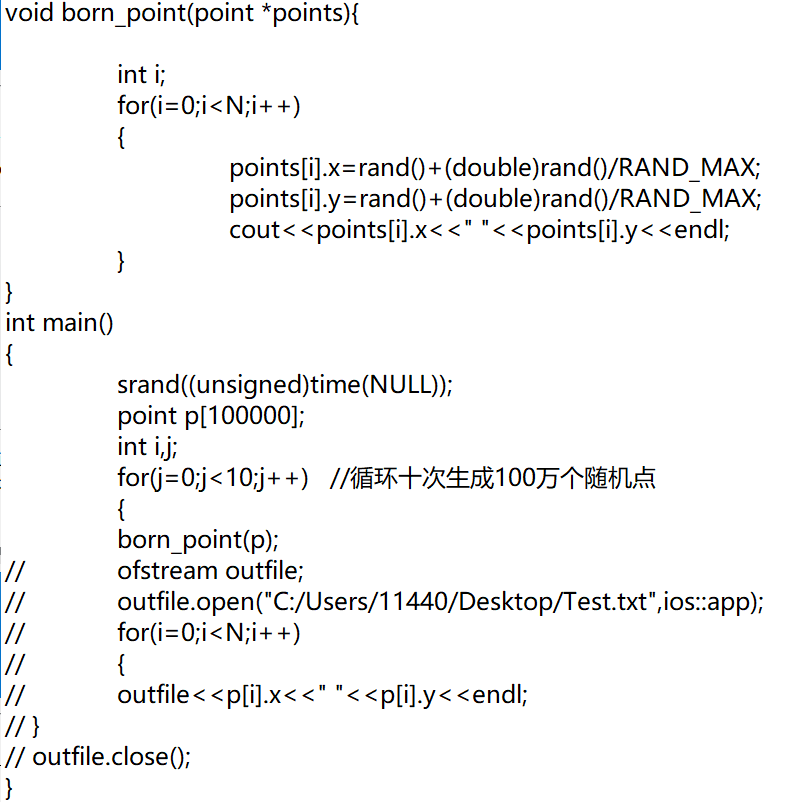 void born_point(point *points){
int i;
for(i=0;i<N;i++)
{
points[i].x=rand()+(double)rand()/RAND_MAX;
points[i].y=rand()+(double)rand()/RAND_MAX;
cout<<points[i].x<<" "<<points[i].y<<endl;
}
}
int main()
{
srand((unsigned)time(NULL));
point p[100000];
int i,j;
for(j=0;j<10;j++)   //循环十次生成100万个随机点
{
born_point(p);
//	ofstream outfile;
//	outfile.open("C:/Users/11440/Desktop/Test.txt",ios::app);
//	for(i=0;i<N;i++)
//	{
//	outfile<<p[i].x<<" "<<p[i].y<<endl;
// }
// outfile.close();
}